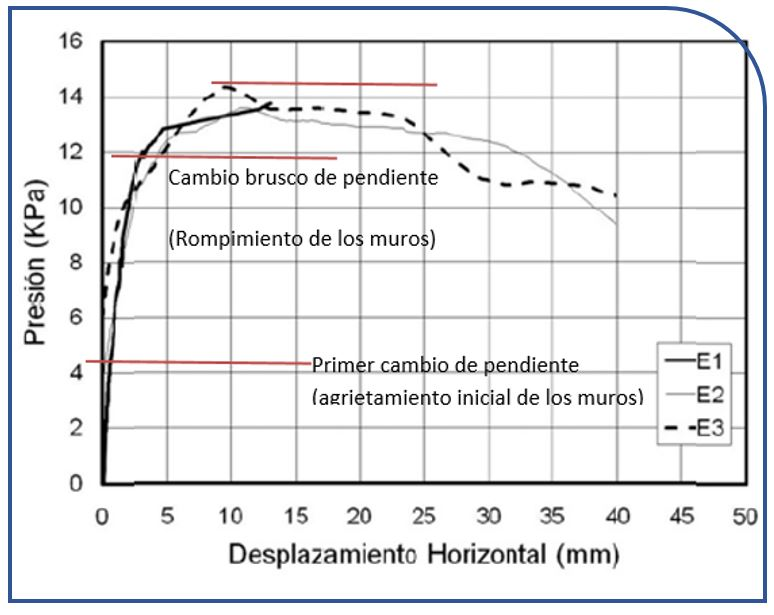 16
14
12
10
8
6
4
2
0
Presión (KPa)
Cambio brusco de pendiente
(Rompimiento de los muros)
Primer cambio de pendiente
(agrietamiento inicial de los muros)
E1
E2
E3
0 5 10 15 20 25 30 35 40 45 50
Desplazamiento Horizontal (mm)